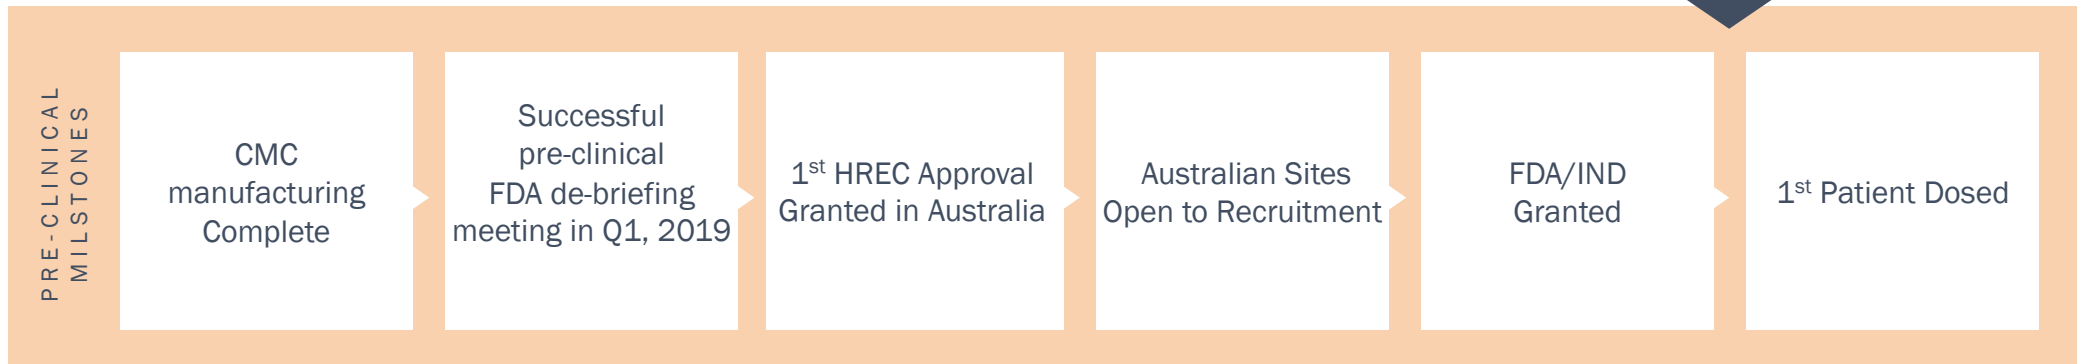 PRE-CLINICAL
MILSTONES
CMC
manufacturing
Complete
Successful
pre-clinical
FDA de-briefing
meeting in Q1, 2019
1st HREC Approval
Granted in Australia
Australian Sites
Open to Recruitment
FDA/IND
Granted
1st Patient Dosed